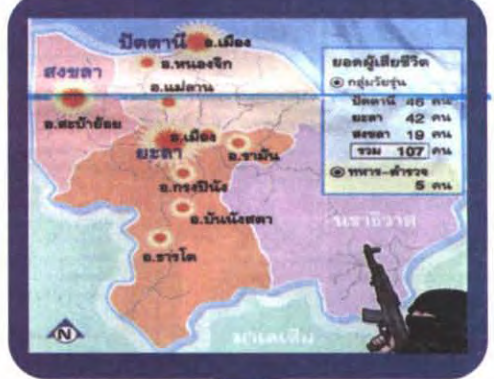 ปัตตานี
อ.เมือง
อ.หนองจิก
สงขลา
อ.แม่ลาน
อ.สะบ้าย้อย
อ.เมือง
ยะลา
อ.รามัน
อ.กรงปินัง
อ.บันนังสตา
อ.ธารโต
นราธิวาส
มาเลเซีย
N
ยอดผู้เสียชีวิต
กลุ่มวัยรุ่น
ปัตตานี 46 คน
ยะลา 42 คน
สงขลา 19 คน
รวม 107 คน
ทหาร-ตำรวจ
5 คน